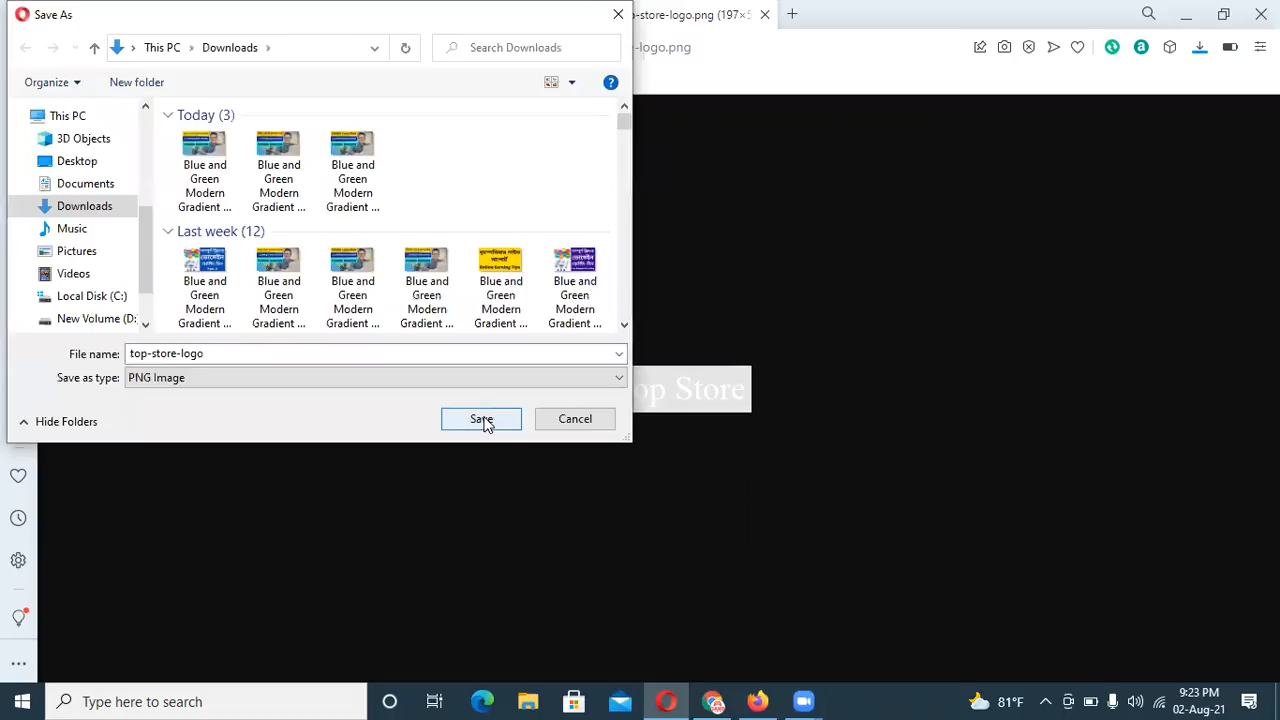 Save As
-store-logo.png (197×5
This PC
Downloads
Search Downloads
-logo.png
Organize
New folder
This PC
3D Objects
Desktop
Documents
Downloads
Music
Pictures
Videos
Local Disk (C:)
New Volume (D:
Today (3)
Blue and Green Modern Gradient ...
Blue and Green Modern Gradient ...
Blue and Green Modern Gradient ...
Last week (12)
Blue and Green Modern Gradient ...
Blue and Green Modern Gradient ...
Blue and Green Modern Gradient ...
Blue and Green Modern Gradient ...
Blue and Green Modern Gradient ...
Blue and Green Modern Gradient ...
File name: top-store-logo
Save as type: PNG Image
op Store
Hide Folders
Save
Cancel
Type here to search
81°F
9:23 PM
02-Aug-21